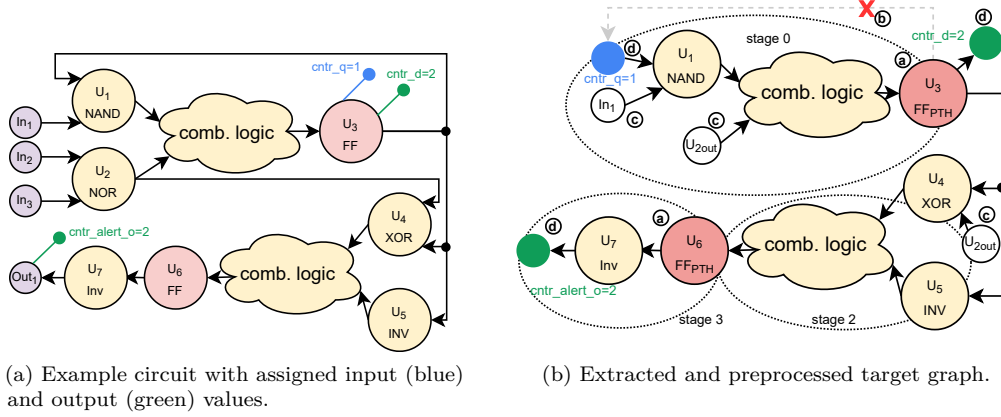 cntr_q=1
cntr_d=2
U1
NAND
In1
In2
In3
U2
NOR
comb. logic
U3
FF
U4
XOR
cntr_alert_o=2
Out1
U7
Inv
U6
FF
comb. logic
U5
INV
(a) Example circuit with assigned input (blue)
and output (green) values.
X
b
d
cntr_d=2
stage 0
d
cntr_q=1
U1
NAND
a
In1
c
comb. logic
U3
FFPTH
c
U2out
U4
XOR
c
U2out
d
a
U7
Inv
U6
FFPTH
comb. logic
cntr_alert_o=2
U5
INV
stage 3
stage 2
(b) Extracted and preprocessed target graph.